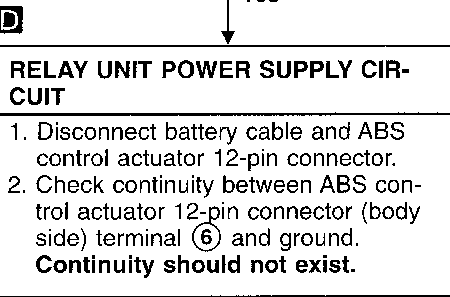 D
RELAY UNIT POWER SUPPLY CIR-
CUIT
1. Disconnect battery cable and ABS
control actuator 12-pin connector.
2. Check continuity between ABS con-
trol actuator 12-pin connector (body
side) terminal ⑥ and ground.
Continuity should not exist.